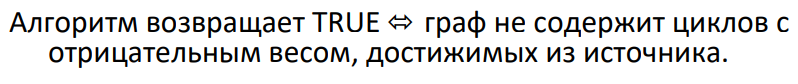 Алгоритм возвращает TRUE ⇔ граф не содержит циклов с
отрицательным весом, достижимых из источника.